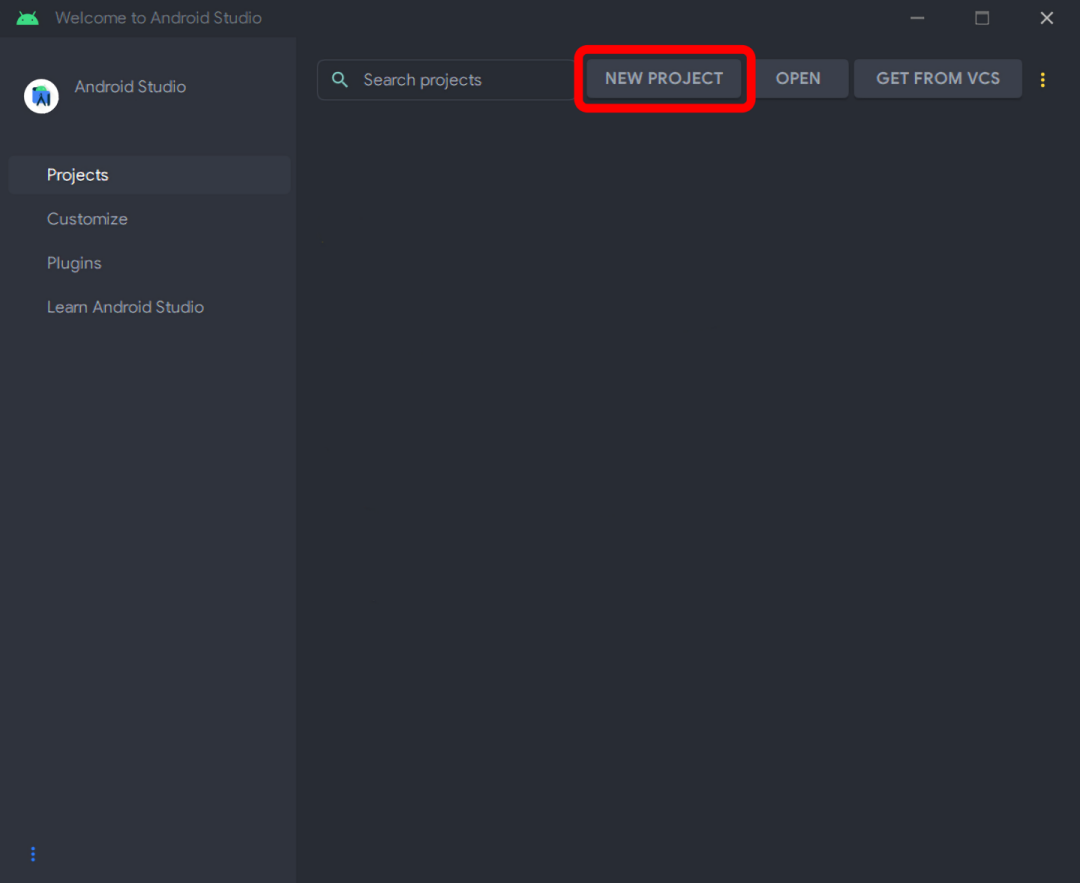 Welcome to Android Studio
Android Studio
Search projects
NEW PROJECT
OPEN
GET FROM VCS
Projects
Customize
Plugins
Learn Android Studio